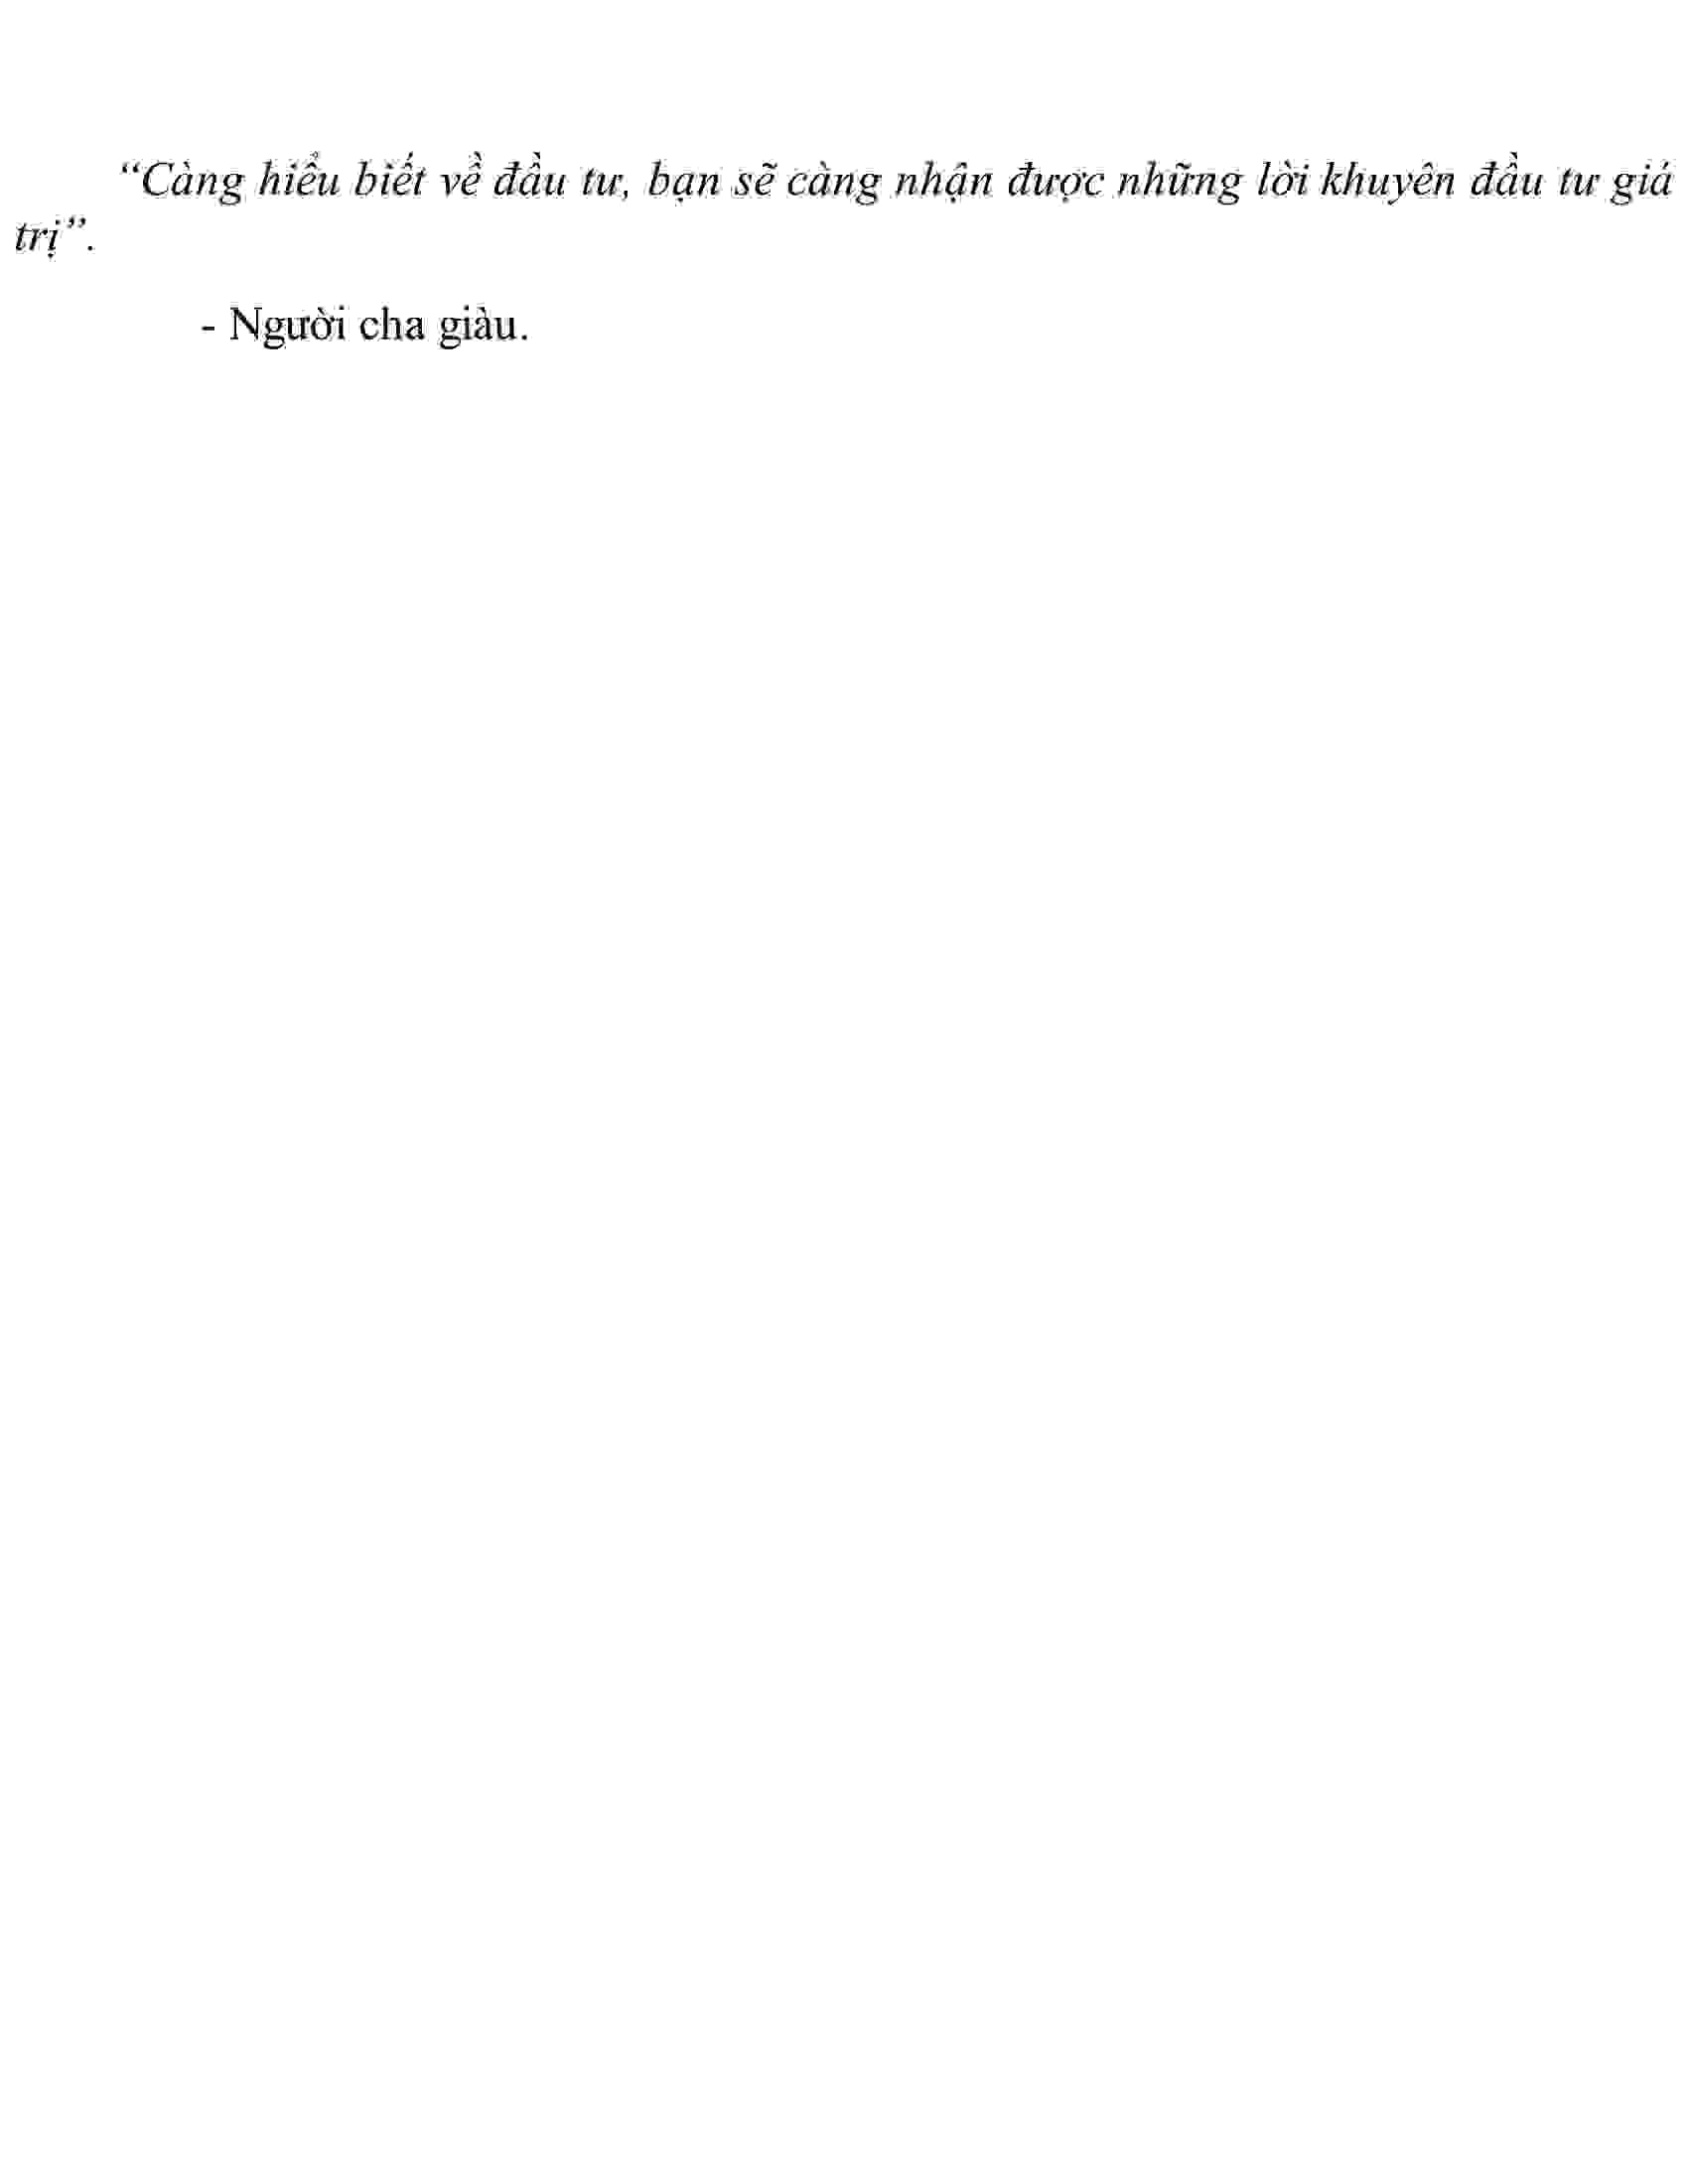 “Càng hiểu biết về đầu tư, bạn sẽ càng nhận được những lời khuyên đầu tư giá
trị”.
- Người cha giàu.